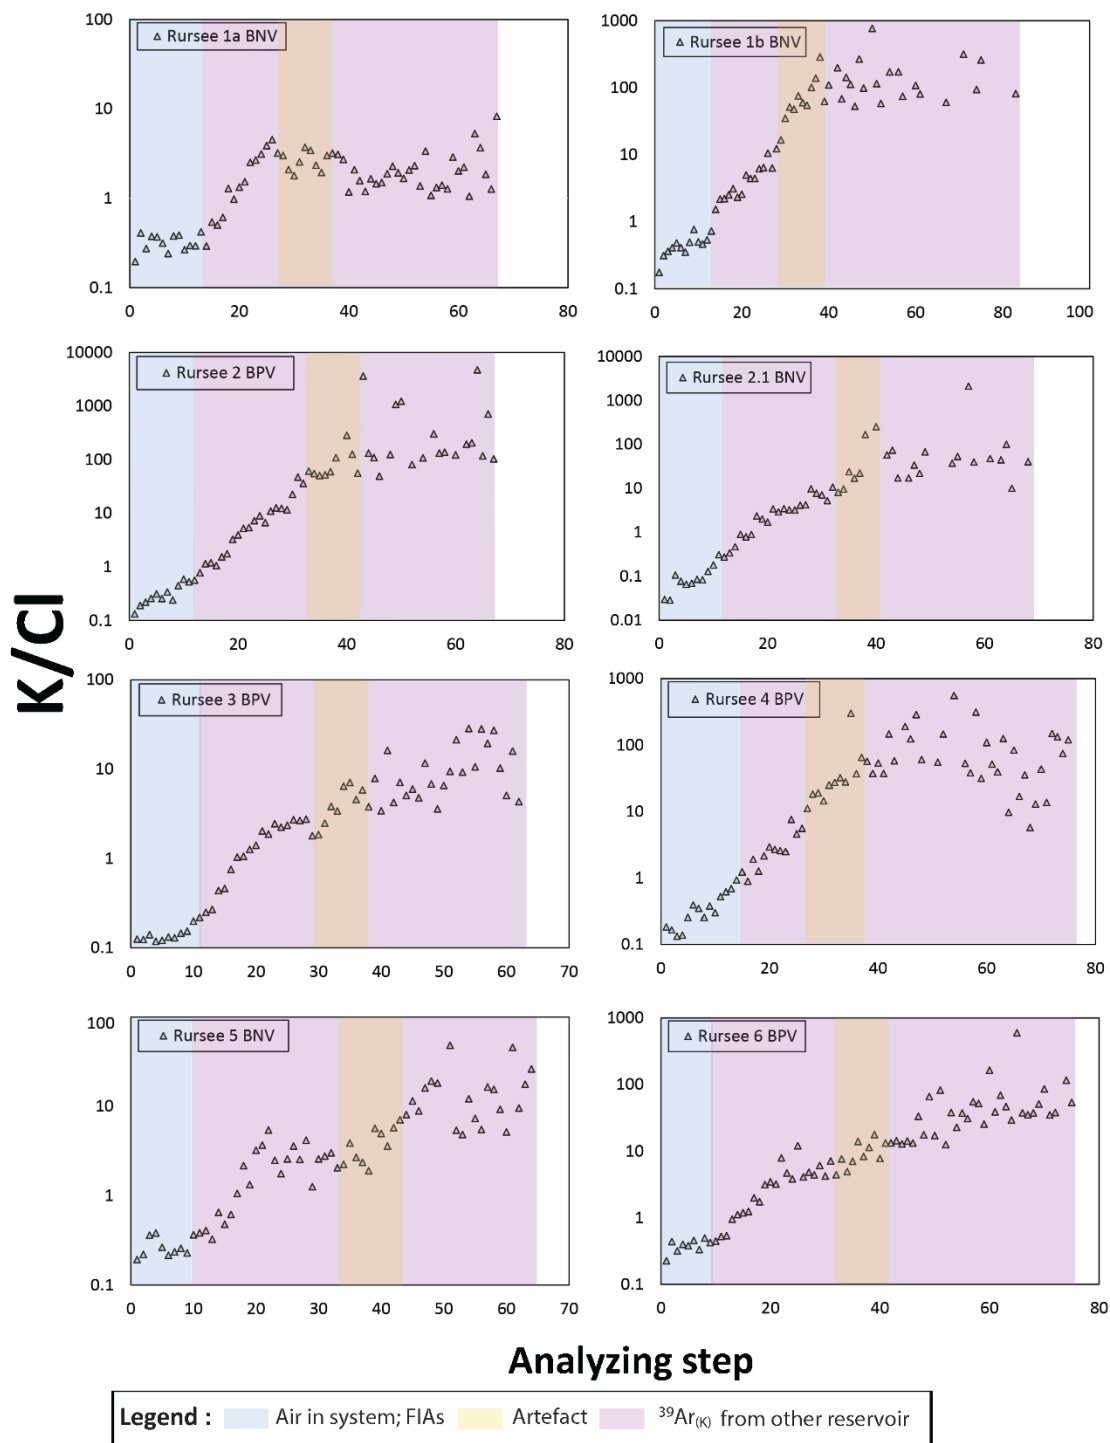 Rursee 1a BNV
100
10
1
0.1
0 20 40 60 80
Rursee 1b BNV
1000
100
10
1
0.1
0 20 40 60 80 100
Rursee 2 BPV
10000
1000
100
10
1
0.1
0 20 40 60 80
Rursee 2.1 BNV
10000
1000
100
10
1
0.1
0.01
0 20 40 60 80
K/Cl
Rursee 3 BPV
100
10
1
0.1
0 10 20 30 40 50 60 70
Rursee 4 BPV
1000
100
10
1
0.1
0 20 40 60 80
Rursee 5 BNV
100
10
1
0.1
0 10 20 30 40 50 60 70
Rursee 6 BPV
1000
100
10
1
0.1
0 20 40 60 80
Analyzing step
Legend : Air in system; FIAs Artefact ³⁹Ar₍K₎ from other reservoir